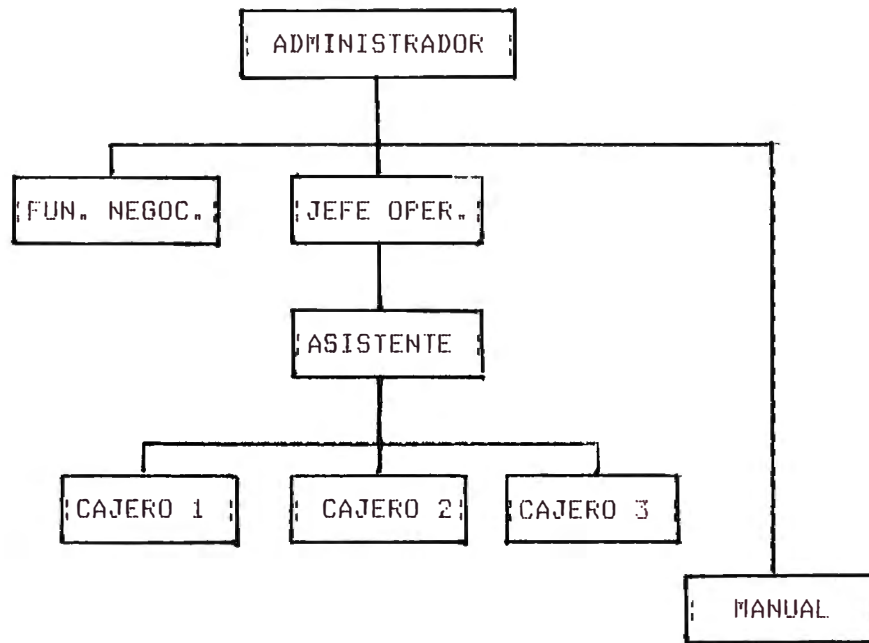 ADMINISTRADOR
FUN. NEGOC.
JEFE OPER.
ASISTENTE
CAJERO 1
CAJERO 2
CAJERO 3
MANUAL